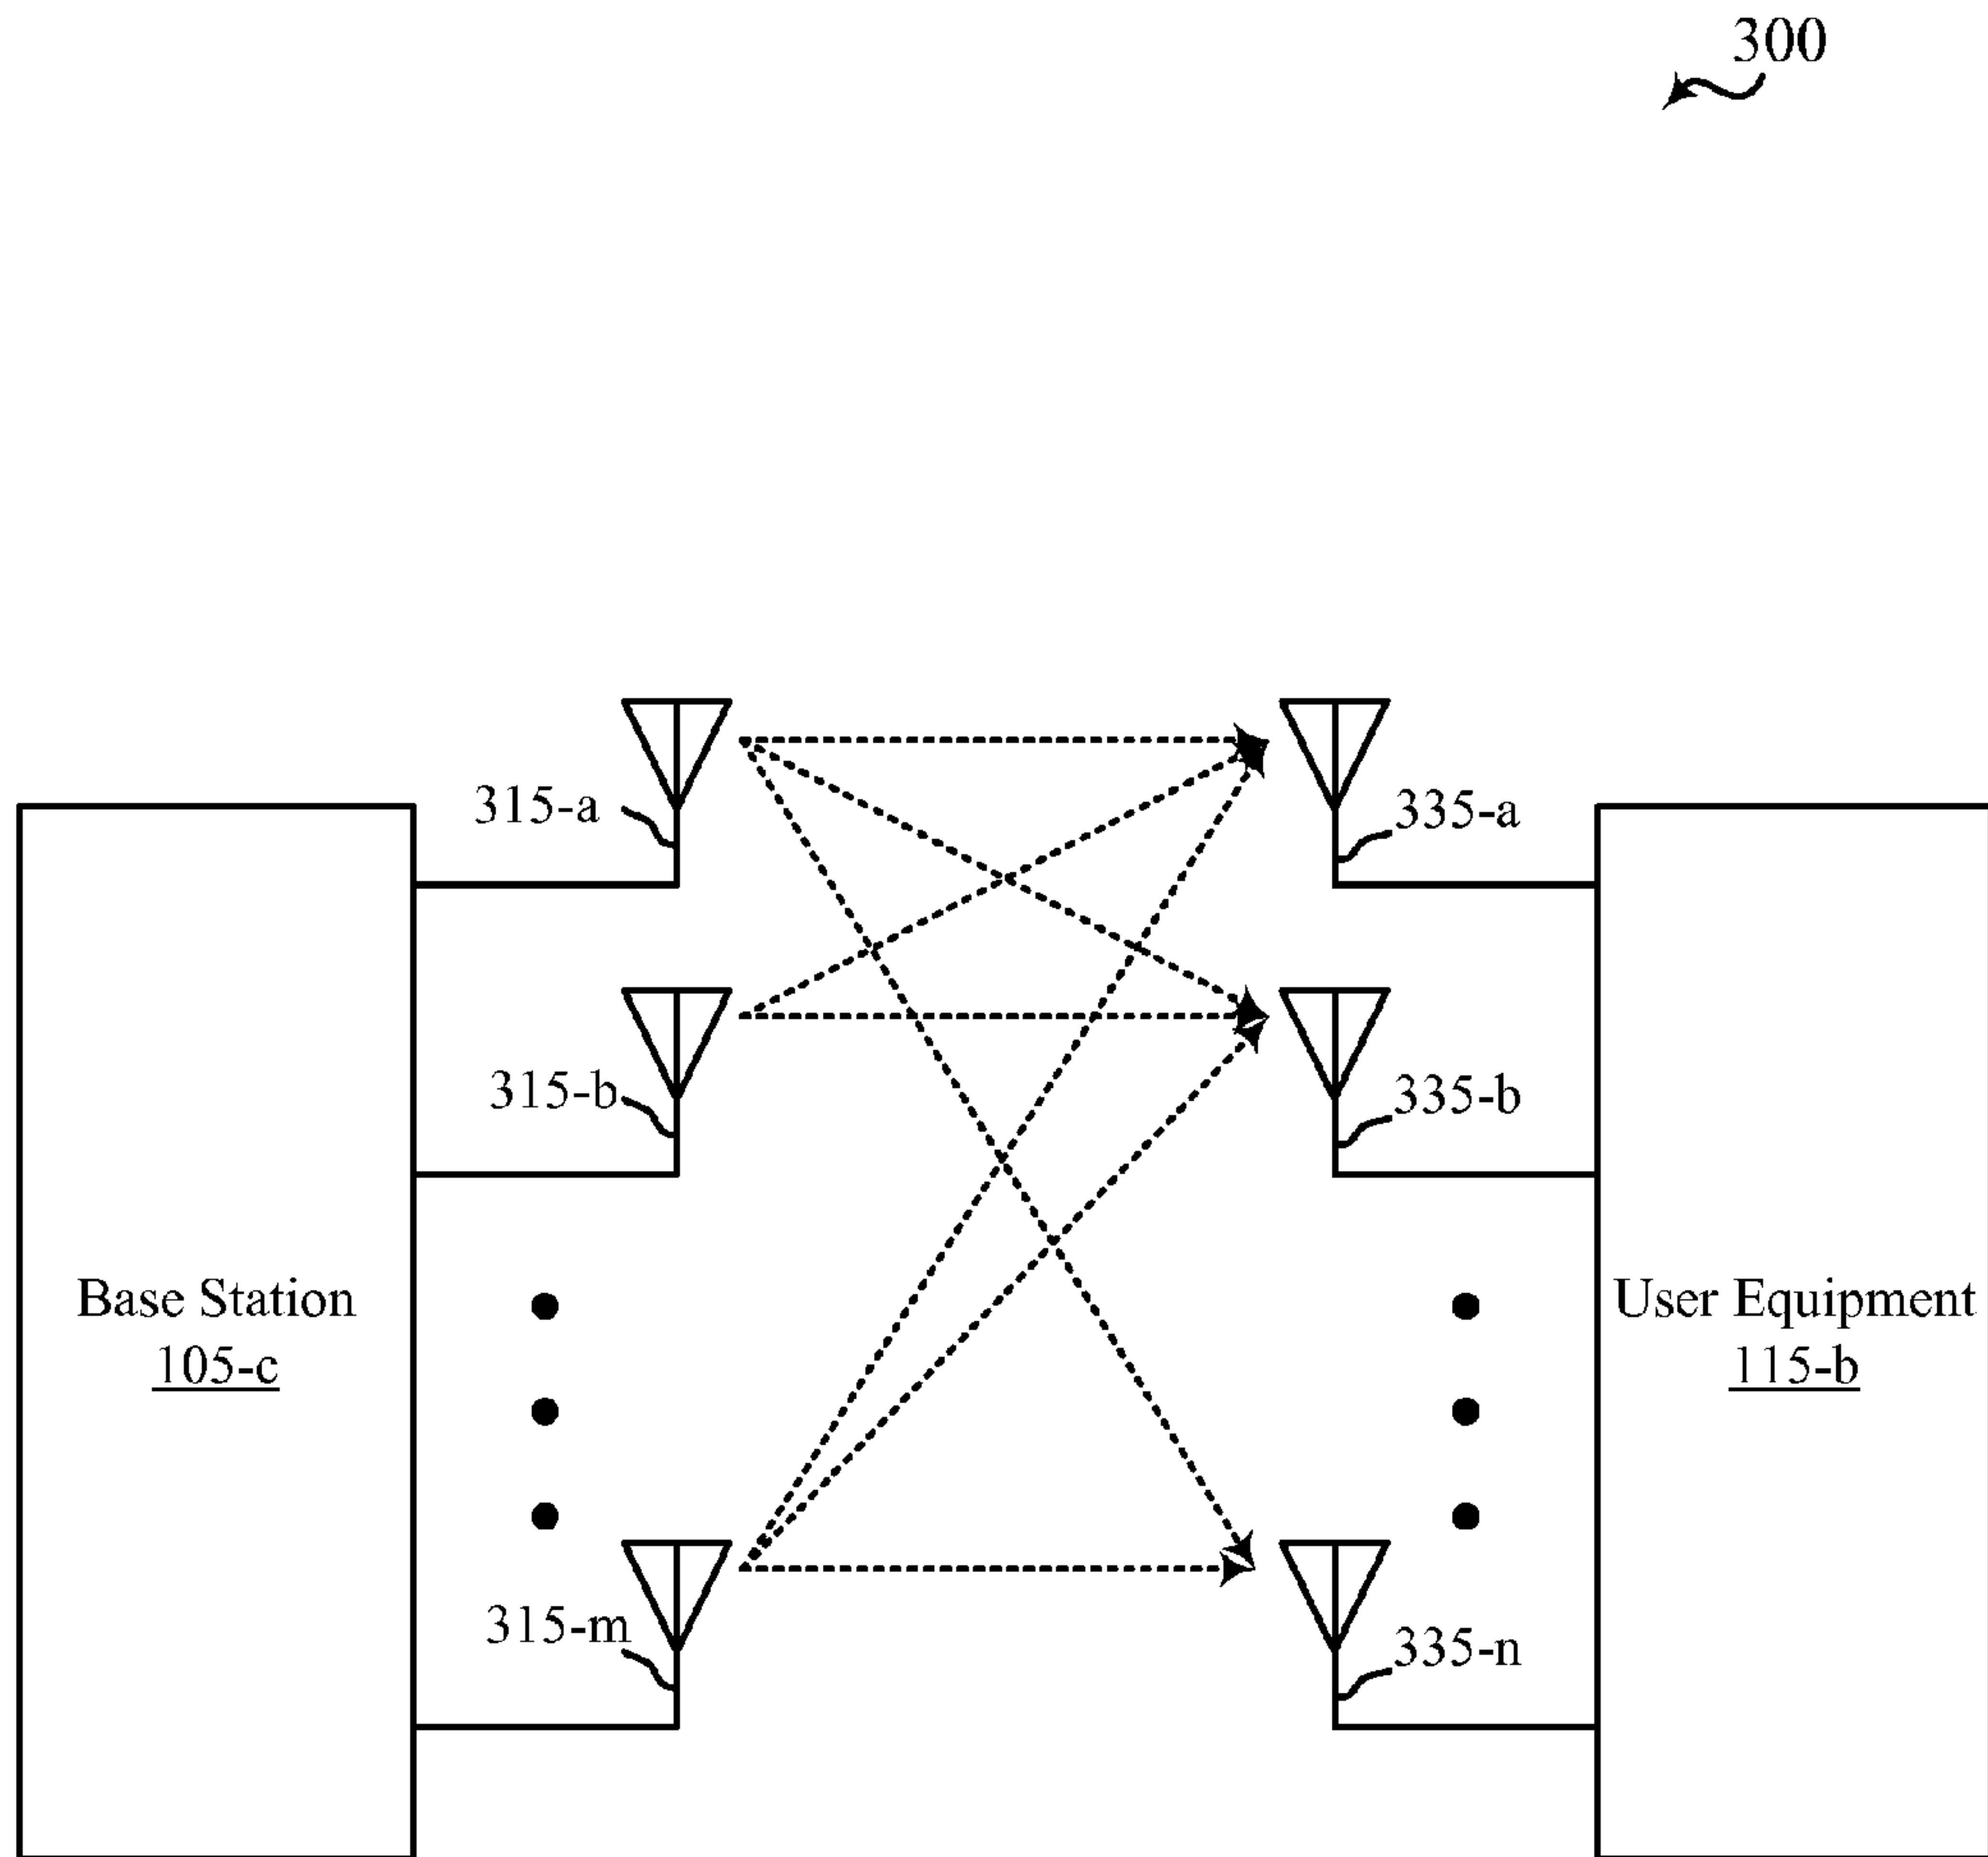 300
315-a
335-a
315-b
335-b
Base Station
105-c
User Equipment
115-b
315-m
335-n